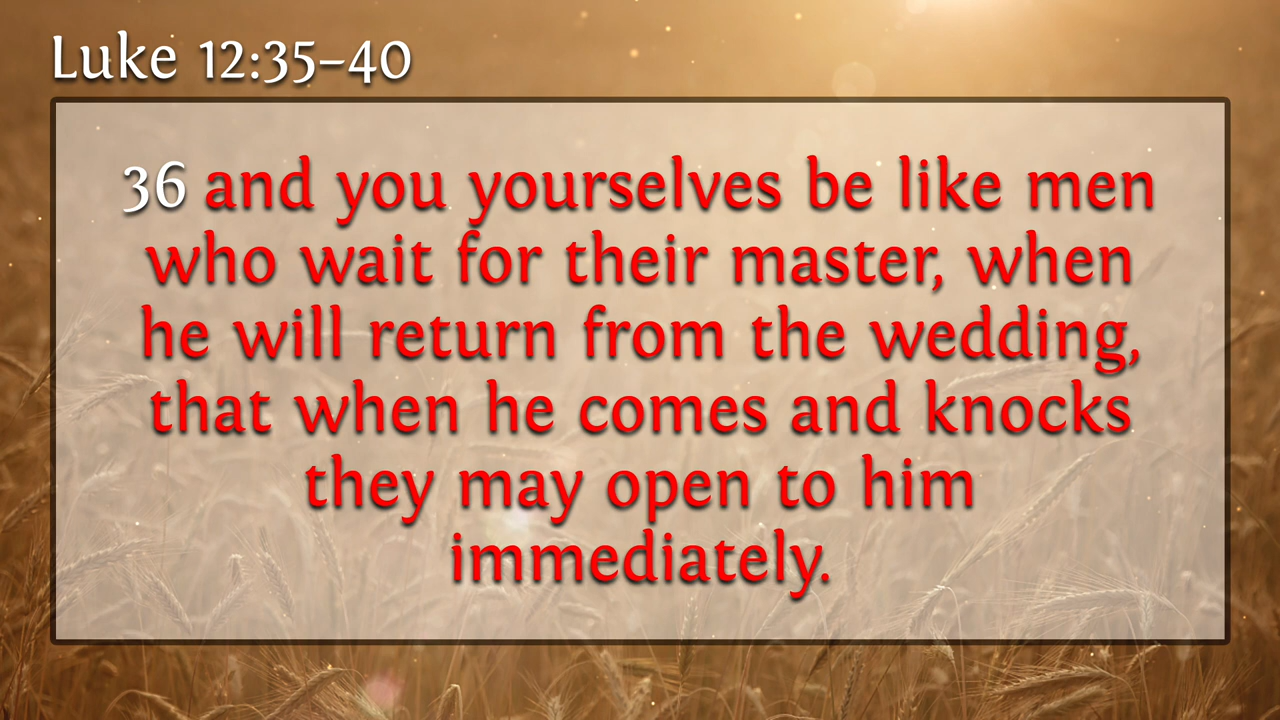 Luke 12:35–40
36 and you yourselves be like men
who wait for their master, when
he will return from the wedding,
that when he comes and knocks
they may open to him
immediately.